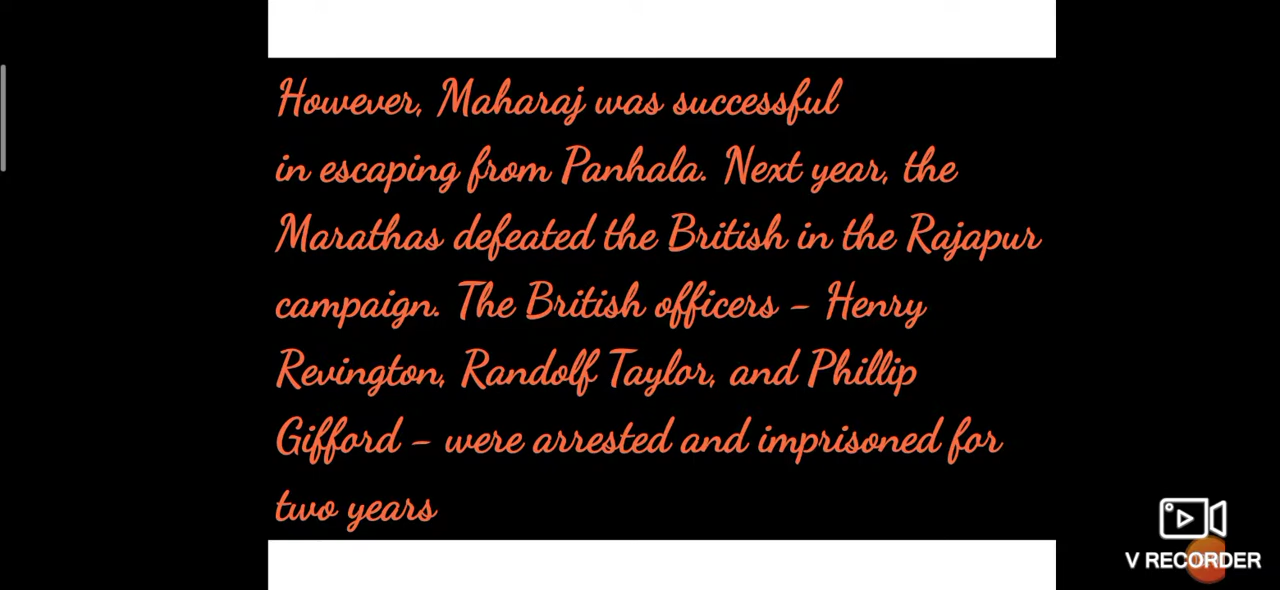 However, Maharaj was successful
in escaping from Panhala. Next year, the
Marathas defeated the British in the Rajapur
campaign. The British officers - Henry
Revington, Randolf Taylor, and Phillip
Gifford - were arrested and imprisoned for
two years
V RECORDER